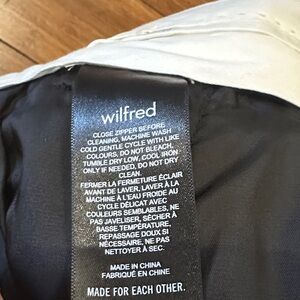 wilfred
CLOSE ZIPPER BEFORE
CLEANING, MACHINE WASH
COLD GENTLE CYCLE WITH LIKE
COLOURS, DO NOT BLEACH,
TUMBLE DRY LOW, COOL IRON
ONLY IF NEEDED, DO NOT DRY
CLEAN.
FERMER LA FERMETURE ÉCLAIR
AVANT DE LAVER, LAVER À LA
MACHINE À L'EAU FROIDE AU
CYCLE DÉLICAT AVEC
COULEURS SEMBLABLES, NE
PAS JAVELISER, SÉCHER À
BASSE TEMPÉRATURE,
REPASSAGE DOUX SI
NÉCESSAIRE, NE PAS
NETTOYER À SEC.
MADE IN CHINA
FABRIQUÉ EN CHINE
MADE FOR EACH OTHER.